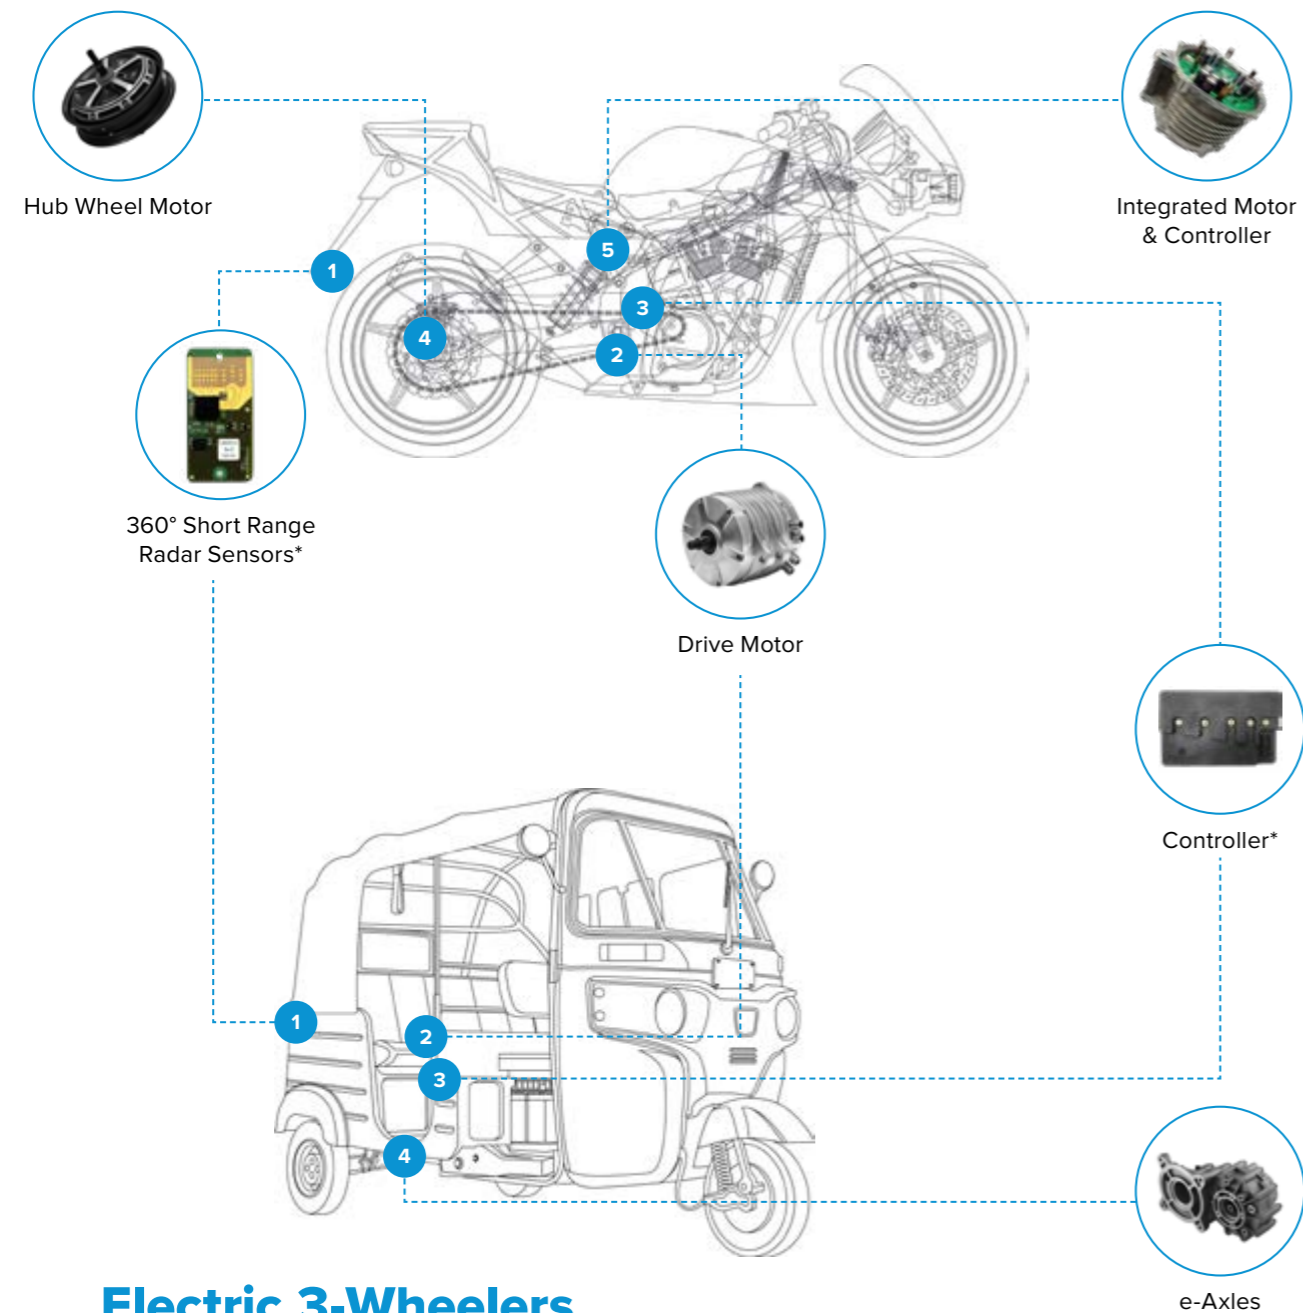 Hub Wheel Motor
Integrated Motor
& Controller
5
1
3
4
2
360° Short Range
Radar Sensors*
Drive Motor
Controller*
1
2
3
4
e-Axles
Electric 3-Wheelers